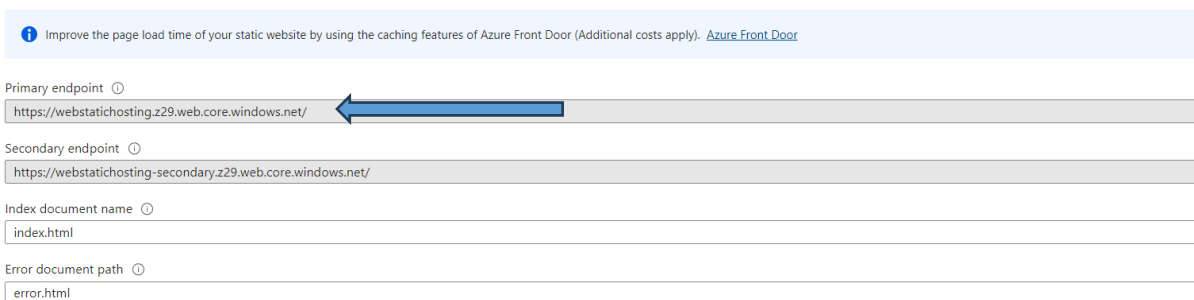 Improve the page load time of your static website by using the caching features of Azure Front Door (Additional costs apply). Azure Front Door
Primary endpoint
https://webstatichosting.z29.web.core.windows.net/
Secondary endpoint
https://webstatichosting-secondary.z29.web.core.windows.net/
Index document name
index.html
Error document path
error.html